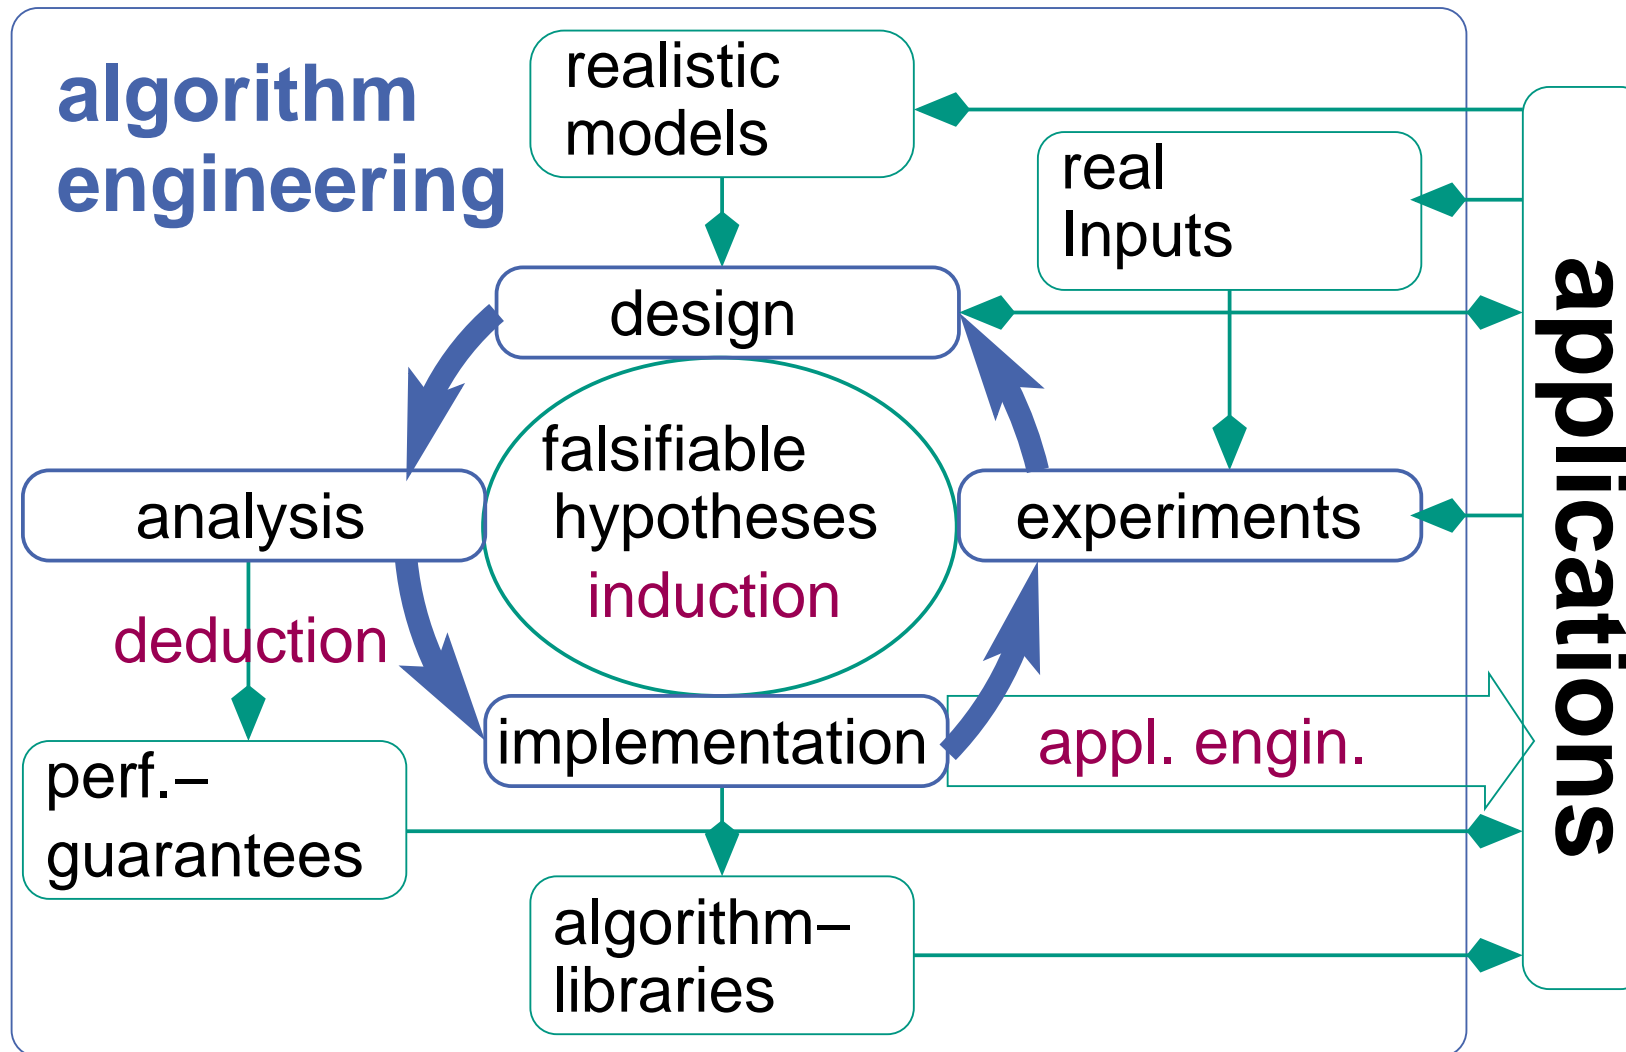 algorithm
engineering
realistic
models
real
Inputs
design
falsifiable
hypotheses
induction
analysis
experiments
deduction
implementation
appl. engin.
perf.–
guarantees
algorithm–
libraries
applications